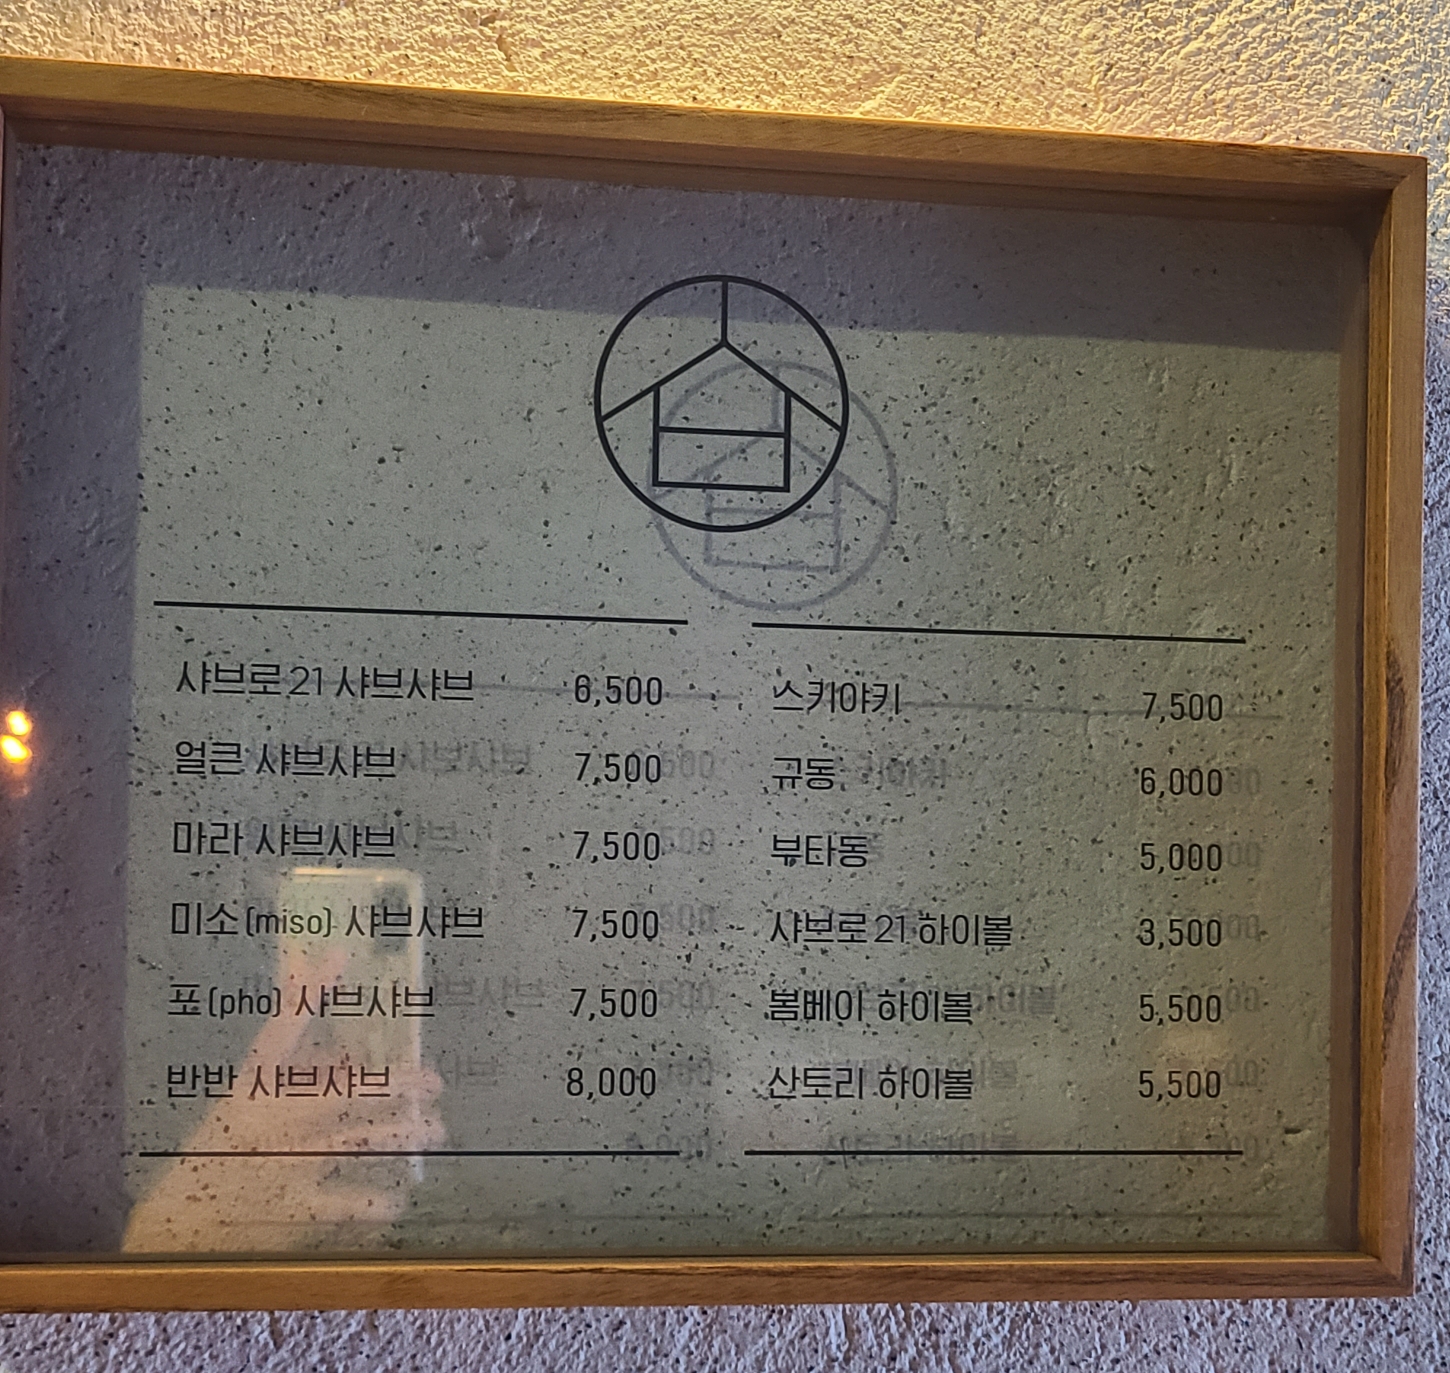 샤브로21 샤브샤브 6,500
얼큰 샤브샤브 7,500
마라 샤브샤브 7,500
미소(miso) 샤브샤브 7,500
포(pho) 샤브샤브 7,500
반반 샤브샤브 8,000
스키야키 7,500
규동 6,000
부타동 5,000
샤브로21 하이볼 3,500
봄베이 하이볼 5,500
산토리 하이볼 5,500